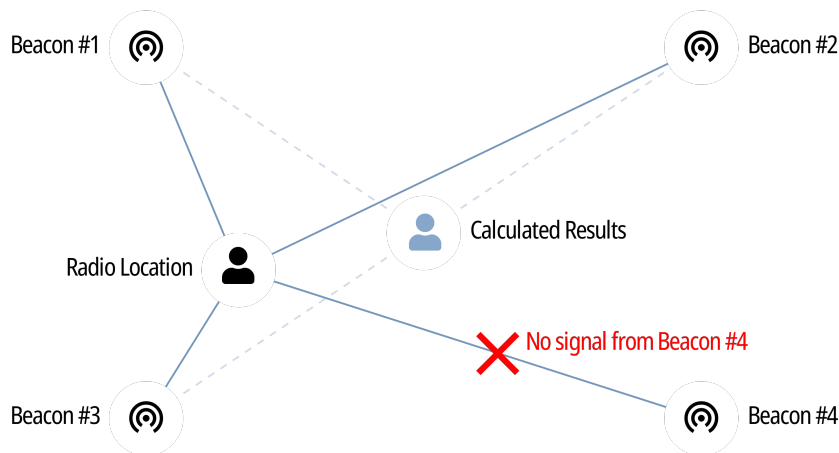 Beacon #1
Beacon #2
Calculated Results
Radio Location
No signal from Beacon #4
Beacon #3
Beacon #4